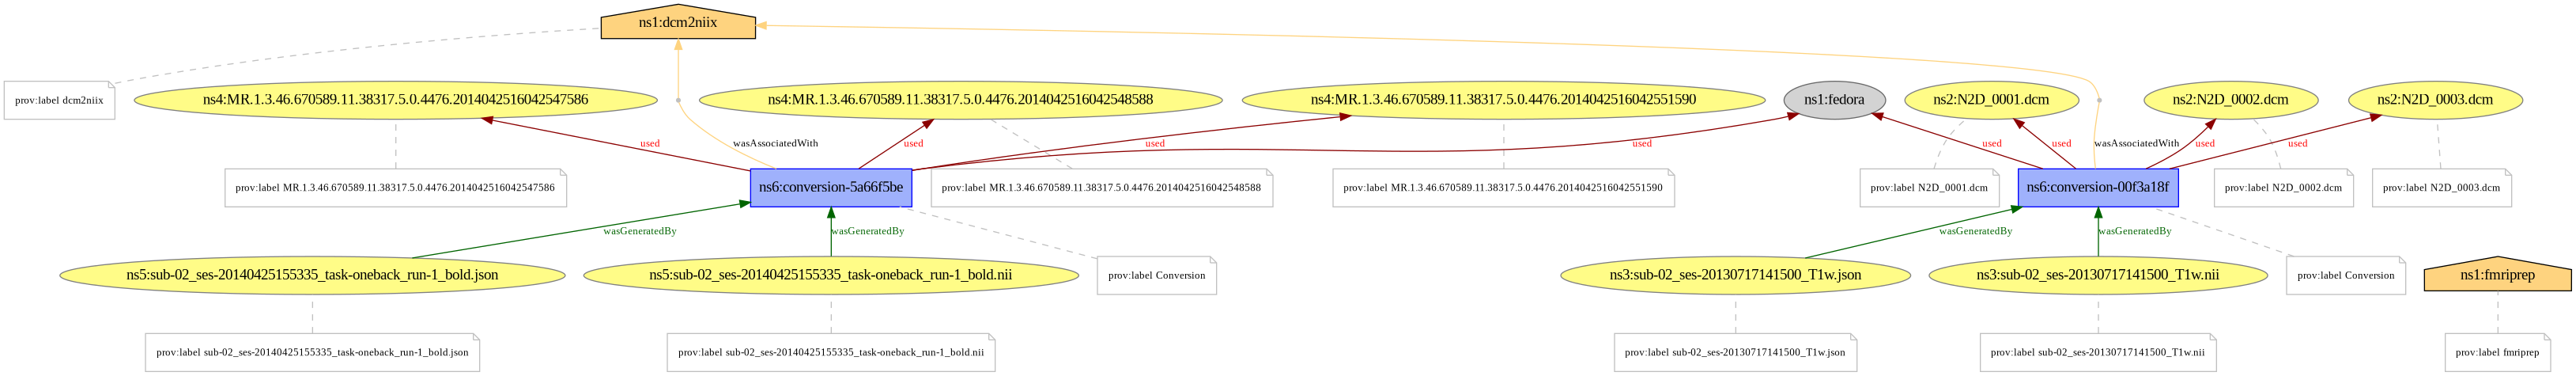 ns1:dcm2niix
prov:label dcm2niix
ns4:MR.1.3.46.670589.11.38317.5.0.4476.2014042516042547586
ns4:MR.1.3.46.670589.11.38317.5.0.4476.2014042516042548588
ns4:MR.1.3.46.670589.11.38317.5.0.4476.2014042516042551590
ns1:fedora
ns2:N2D_0001.dcm
ns2:N2D_0002.dcm
ns2:N2D_0003.dcm
used
wasAssociatedWith
used
used
used
used
used
wasAssociatedWith
used
used
prov:label MR.1.3.46.670589.11.38317.5.0.4476.2014042516042547586
ns6:conversion-5a66f5be
prov:label MR.1.3.46.670589.11.38317.5.0.4476.2014042516042548588
prov:label MR.1.3.46.670589.11.38317.5.0.4476.2014042516042551590
prov:label N2D_0001.dcm
ns6:conversion-00f3a18f
prov:label N2D_0002.dcm
prov:label N2D_0003.dcm
wasGeneratedBy
wasGeneratedBy
wasGeneratedBy
wasGeneratedBy
ns5:sub-02_ses-20140425155335_task-oneback_run-1_bold.json
ns5:sub-02_ses-20140425155335_task-oneback_run-1_bold.nii
prov:label Conversion
ns3:sub-02_ses-20130717141500_T1w.json
ns3:sub-02_ses-20130717141500_T1w.nii
prov:label Conversion
ns1:fmriprep
prov:label sub-02_ses-20140425155335_task-oneback_run-1_bold.json
prov:label sub-02_ses-20140425155335_task-oneback_run-1_bold.nii
prov:label sub-02_ses-20130717141500_T1w.json
prov:label sub-02_ses-20130717141500_T1w.nii
prov:label fmriprep